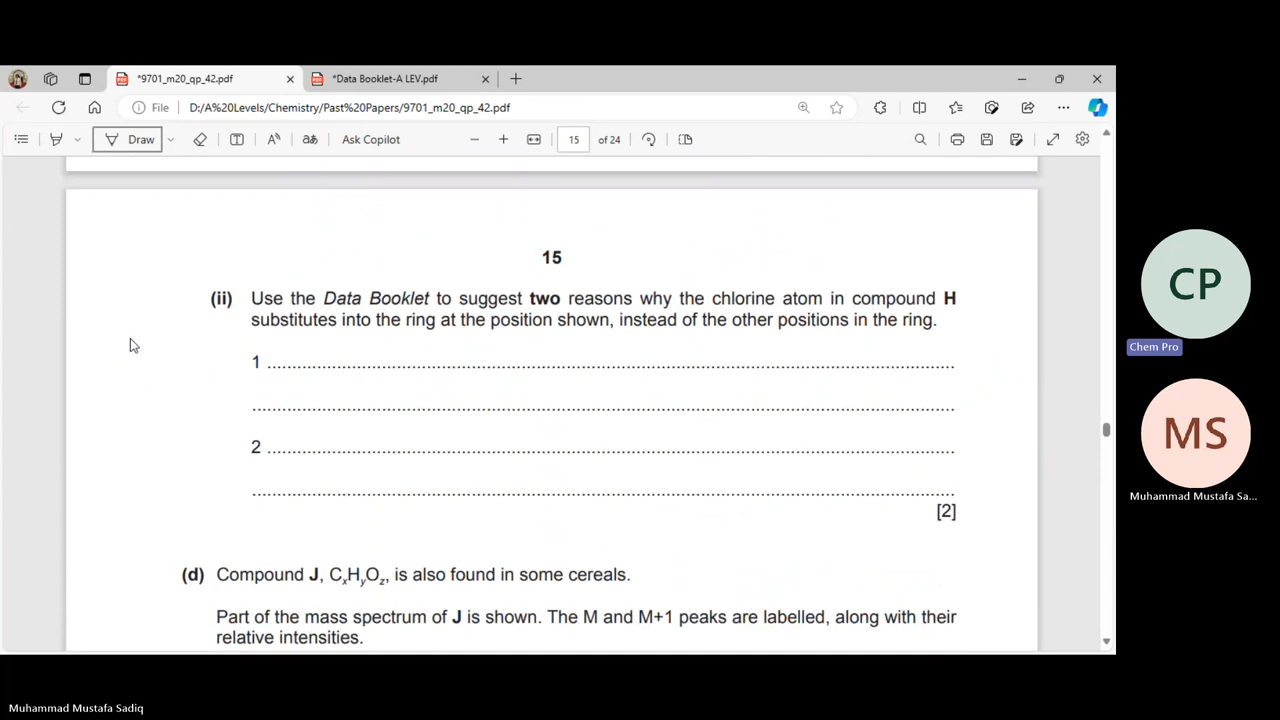 *9701_m20_qp_42.pdf
*Data Booklet-A LEV.pdf
File
D:/A%20Levels/Chemistry/Past%20Papers/9701_m20_qp_42.pdf
Draw
Ask Copilot
15 of 24
15
(ii) Use the Data Booklet to suggest two reasons why the chlorine atom in compound H
substitutes into the ring at the position shown, instead of the other positions in the ring.
1 ................................................................
................................................................
2 ................................................................
................................................................
[2]
(d) Compound J, CxHyOz, is also found in some cereals.
Part of the mass spectrum of J is shown. The M and M+1 peaks are labelled, along with their
relative intensities.
CP
Chem Pro
MS
Muhammad Mustafa Sa...
Muhammad Mustafa Sadiq